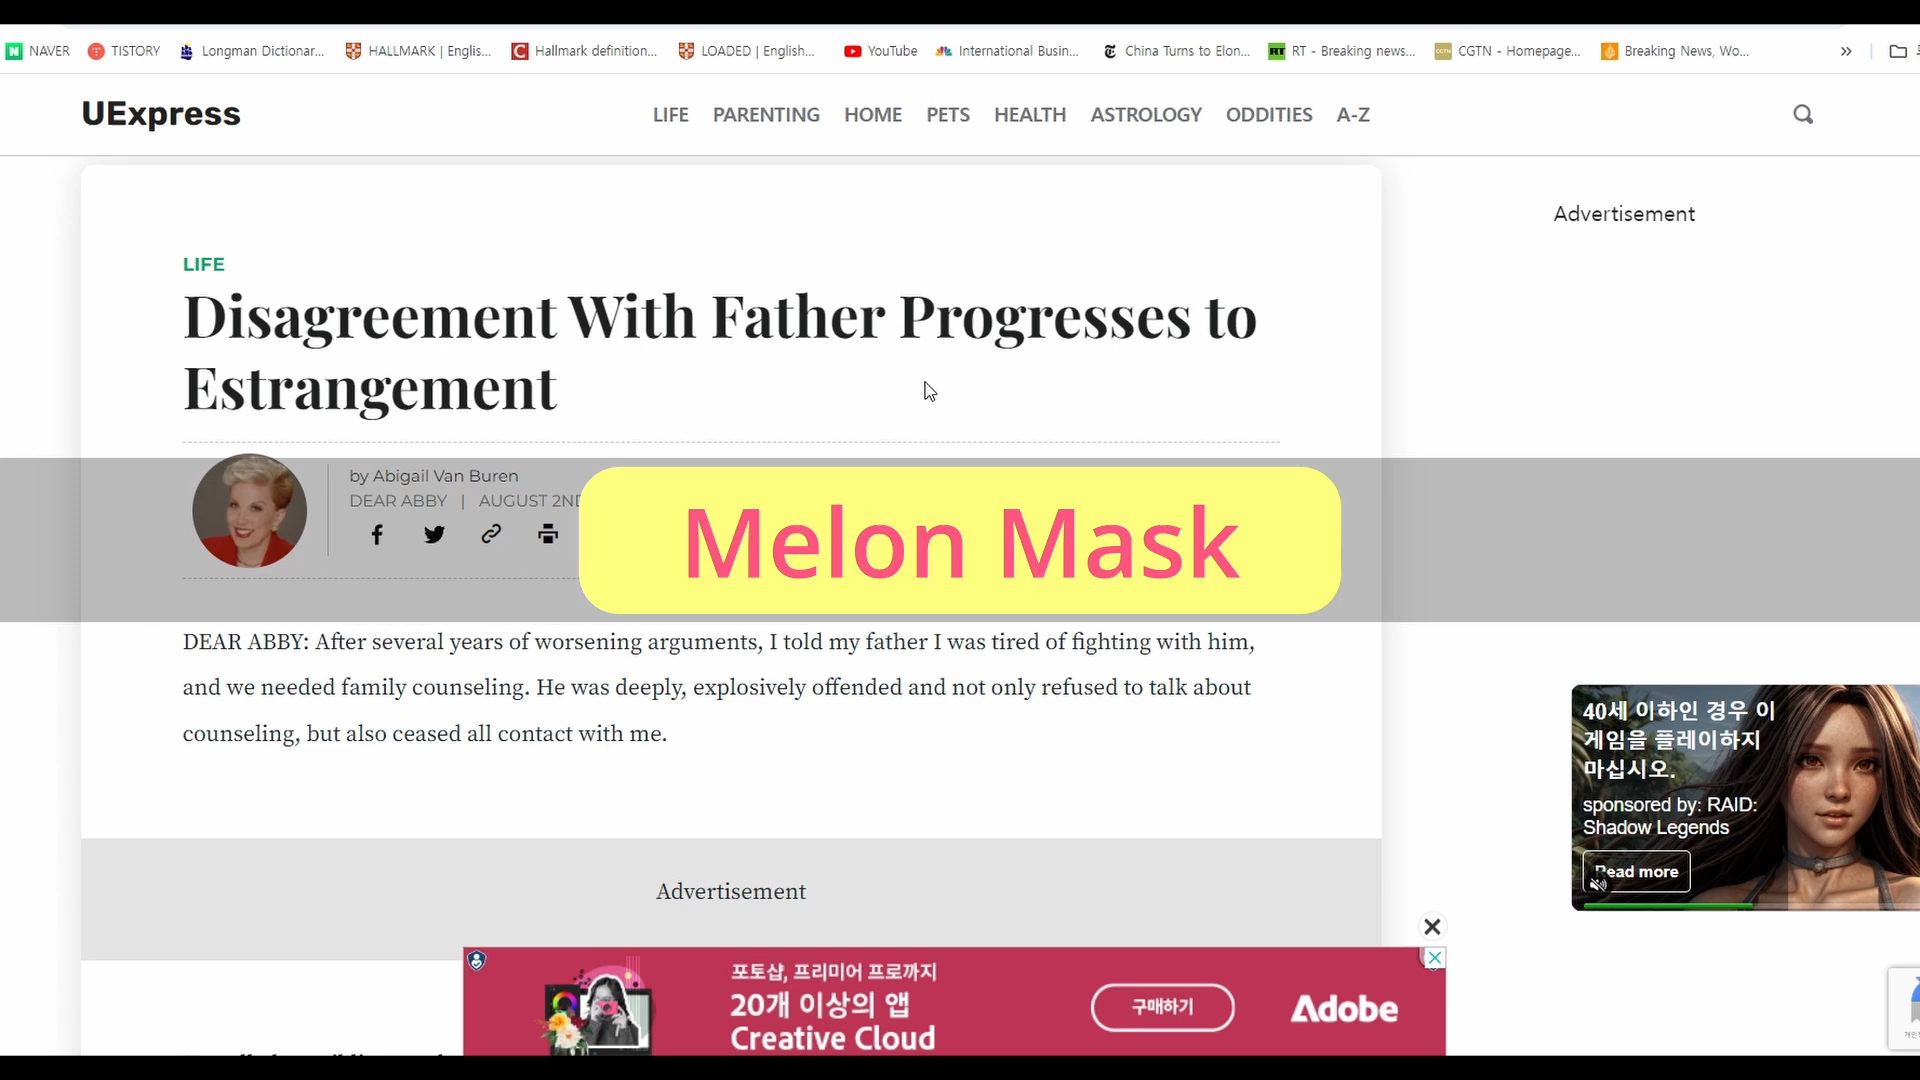 NAVER TISTORY Longman Dictionar... HALLMARK | Englis... Hallmark definition... LOADED | English... YouTube International Busin... China Turns to Elon... RT - Breaking news... CGTN - Homepage... Breaking News, Wo... »
UExpress LIFE PARENTING HOME PETS HEALTH ASTROLOGY ODDITIES A-Z
Advertisement
LIFE
Disagreement With Father Progresses to
Estrangement
by Abigail Van Buren
DEAR ABBY | AUGUST 2ND
Melon Mask
DEAR ABBY: After several years of worsening arguments, I told my father I was tired of fighting with him,
and we needed family counseling. He was deeply, explosively offended and not only refused to talk about
counseling, but also ceased all contact with me.
40세 이하인 경우 이
게임을 플레이하지
마십시오.
sponsored by: RAID:
Shadow Legends
Read more
Advertisement
포토샵, 프리미어 프로까지
20개 이상의 앱
Creative Cloud
구매하기
Adobe